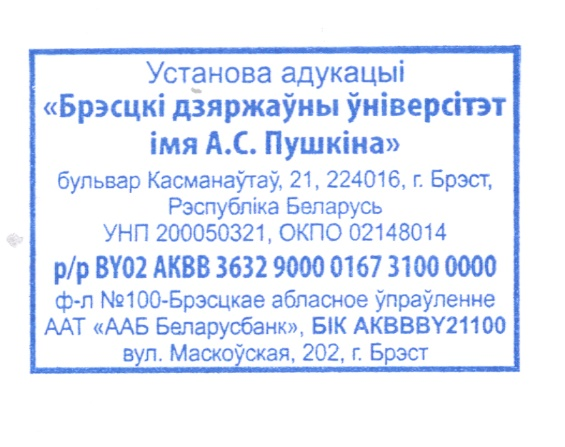 Установа адукацыі
«Брэсцкі дзяржаўны ўніверсітэт
імя А.С. Пушкіна»
бульвар Касманаўтаў, 21, 224016, г. Брэст,
Рэспубліка Беларусь
УНП 200050321, ОКПО 02148014
р/р BY02 AKBB 3632 9000 0167 3100 0000
ф-л №100-Брэсцкае абласное ўпраўленне
ААТ «ААБ Беларусбанк», БІК AKBBBY21100
вул. Маскоўская, 202, г. Брэст